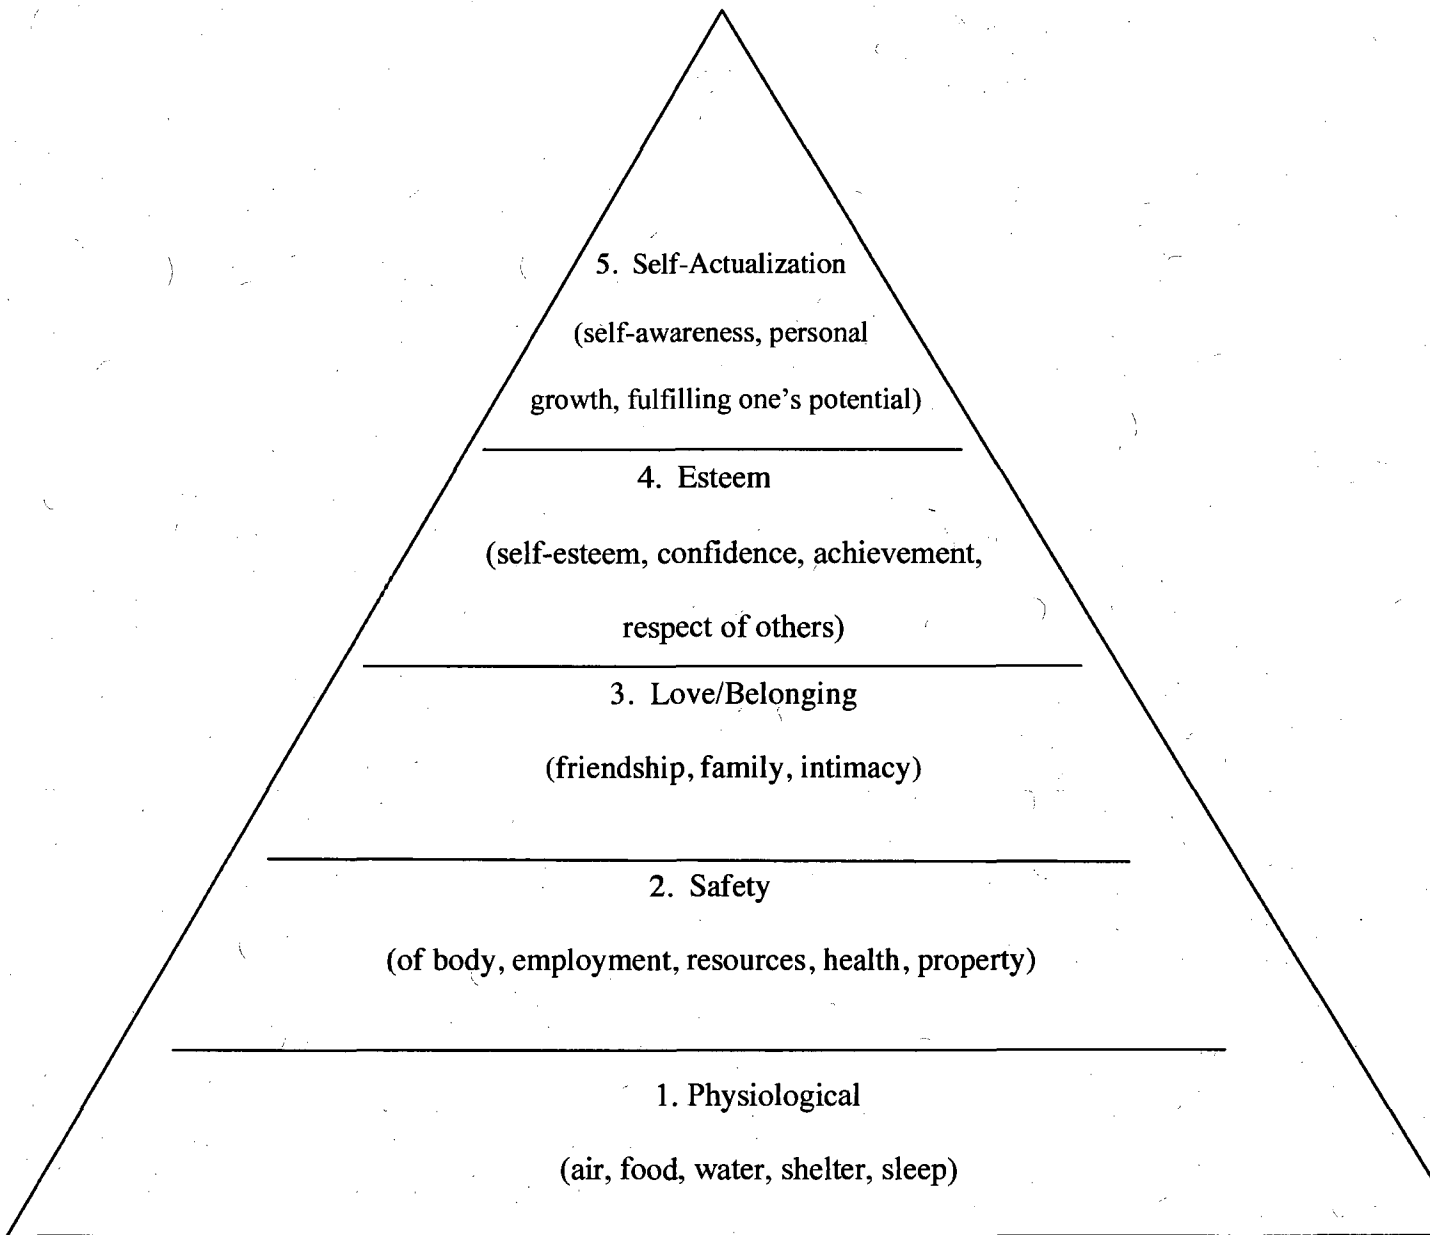 5. Self-Actualization
(self-awareness, personal
growth, fulfilling one's potential)
4. Esteem
(self-esteem, confidence, achievement,
respect of others)
3. Love/Belonging
(friendship, family, intimacy)
2. Safety
(of body, employment, resources, health, property)
1. Physiological
(air, food, water, shelter, sleep)